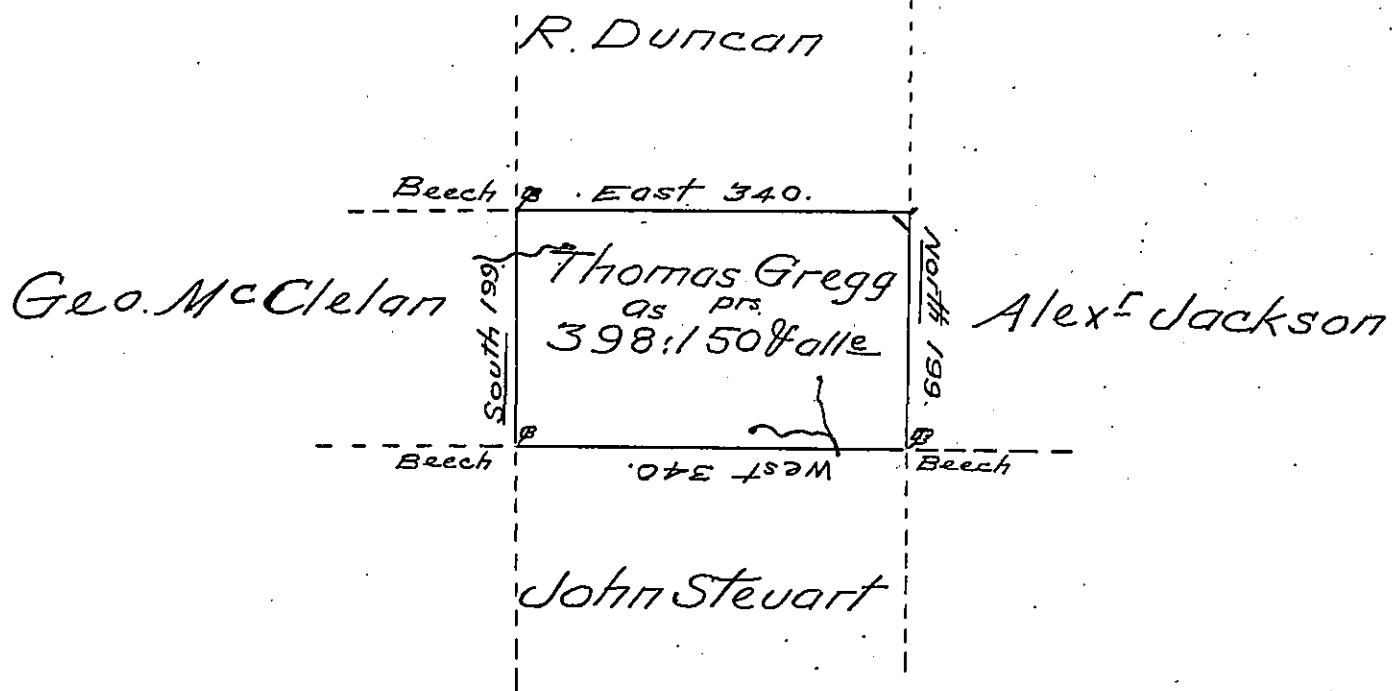 R. Duncan
Beech
East 340.
Geo. McClelan
South 199.
Thomas Gregg
as prs.
398:150 & alle
North 199.
Alexr Jackson
Beech
West 340.
Beech
John Steuart